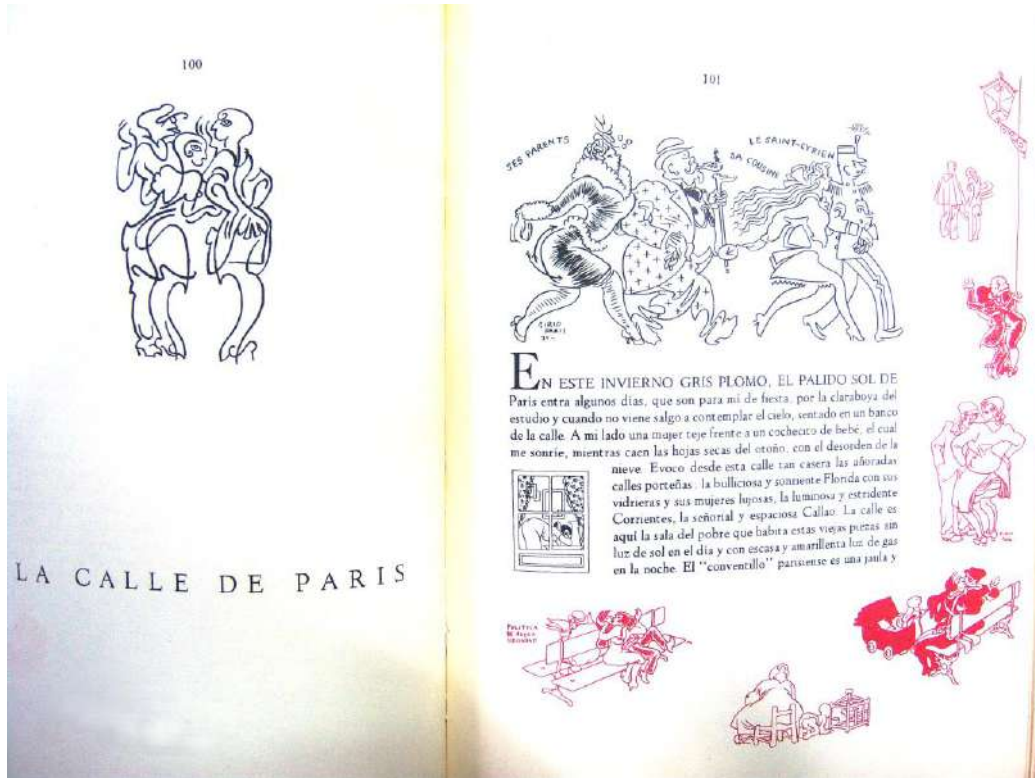 100
LA CALLE DE PARIS
101
SES PARENTS
LE SAINT-CYRIEN
SA COUSINE
PARIS
EN ESTE INVIERNO GRIS PLOMO, EL PALIDO SOL DE
Paris entra algunos días, que son para mi de fiesta, por la claraboya del
estudio y cuando no viene salgo a contemplar el cielo, sentado en un banco
de la calle. A mi lado una mujer teje frente a un cochecito de bebé, el cual
me sonrie, mientras caen las hojas secas del otoño, con el desorden de la
nieve. Evoco desde esta calle tan casera las añoradas
calles porteñas: la bulliciosa y sonriente Florida con sus
vidrieras y sus mujeres lujosas, la luminosa y estridente
Corrientes, la señorial y espaciosa Callao. La calle es
aquí la sala del pobre que habita estas viejas piezas sin
luz de sol en el día y con escasa y amarillenta luz de gas
en la noche. El "conventillo" parisiense es una jaula y
POLITICA
DE BUENA
VECINDAD